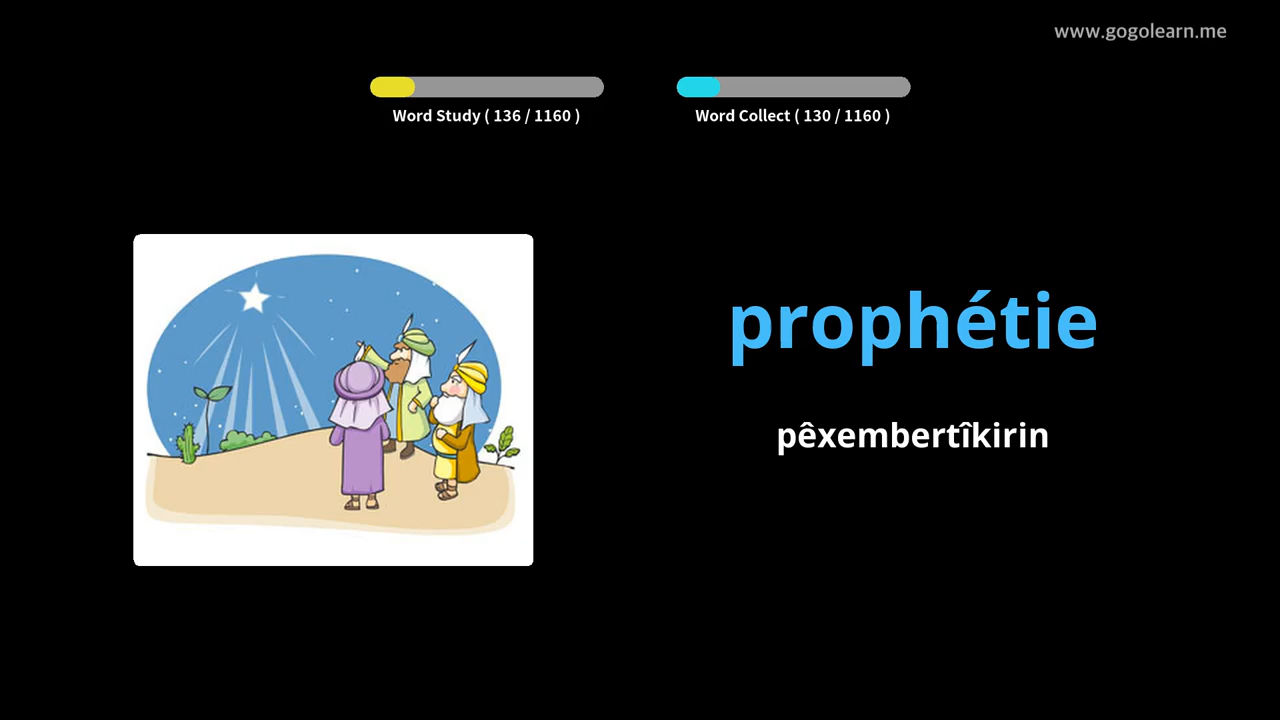 www.gogolearn.me
Word Study ( 136 / 1160 )
Word Collect ( 130 / 1160 )
prophétie
pêxembertîkirin